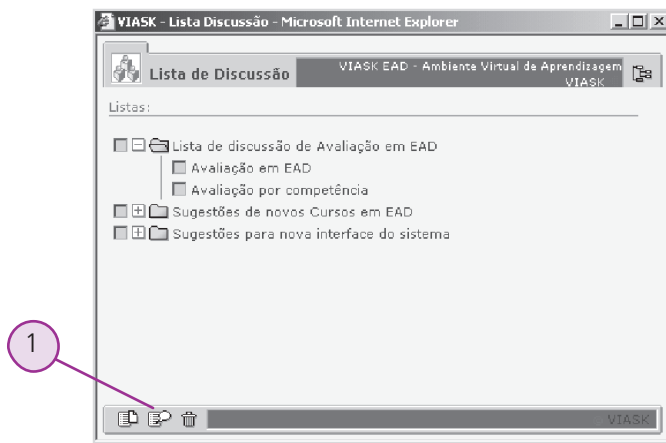 VIASK - Lista Discussão - Microsoft Internet Explorer
Lista de Discussão
VIASK EAD - Ambiente Virtual de Aprendizagem
VIASK
Listas:
Lista de discussão de Avaliação em EAD
Avaliação em EAD
Avaliação por competência
Sugestões de novos Cursos em EAD
Sugestões para nova interface do sistema
1
VIASK